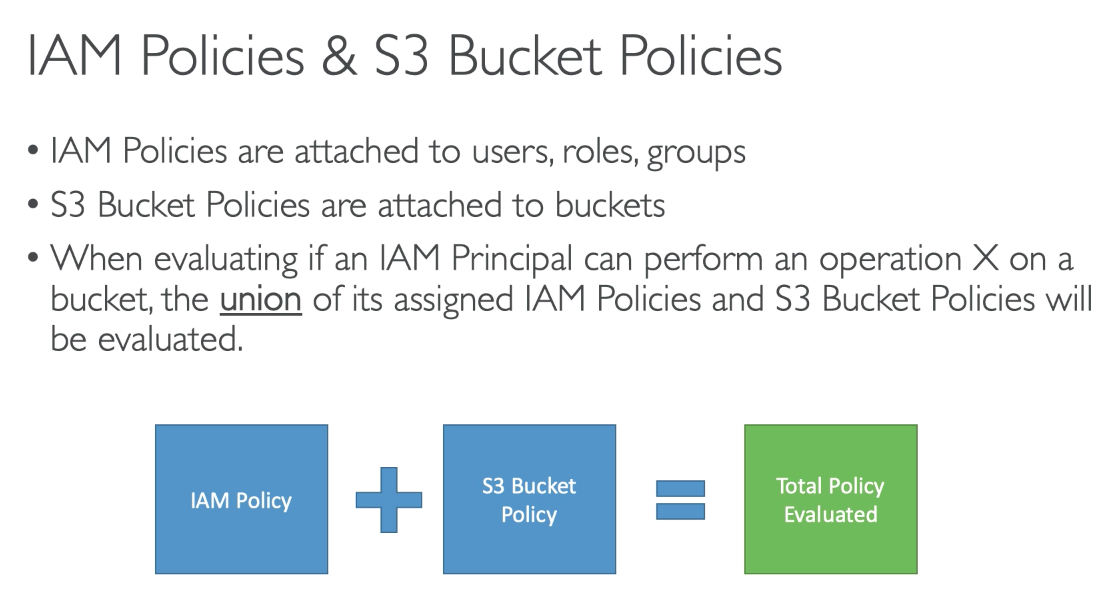 IAM Policies & S3 Bucket Policies
• IAM Policies are attached to users, roles, groups
• S3 Bucket Policies are attached to buckets
• When evaluating if an IAM Principal can perform an operation X on a
bucket, the union of its assigned IAM Policies and S3 Bucket Policies will
be evaluated.
IAM Policy
S3 Bucket
Policy
Total Policy
Evaluated